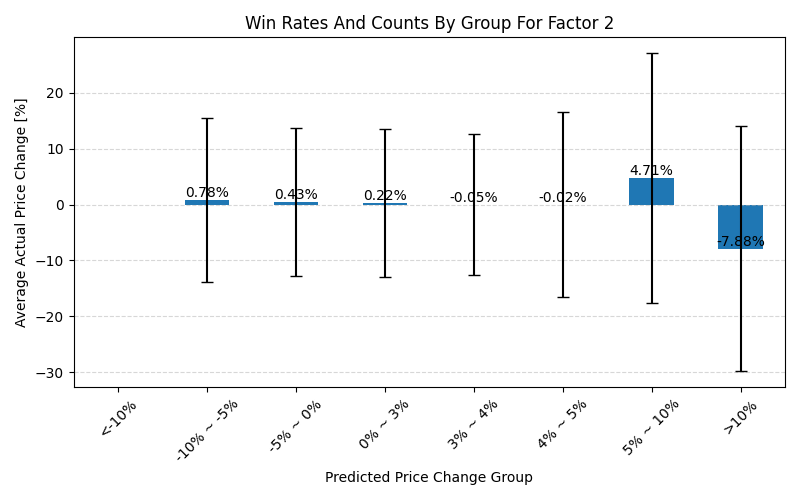 Win Rates And Counts By Group For Factor 2
Average Actual Price Change [%]
20
10
0
−10
−20
−30
0.78%
0.43%
0.22%
-0.05%
-0.02%
4.71%
-7.88%
<-10%
-10% ~ -5%
-5% ~ 0%
0% ~ 3%
3% ~ 4%
4% ~ 5%
5% ~ 10%
>10%
Predicted Price Change Group